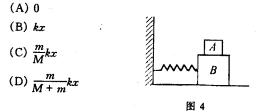 (A) 0
(B) kx
(C) \frac{m}{M}kx
(D) \frac{m}{M + m}kx
A
B
图 4